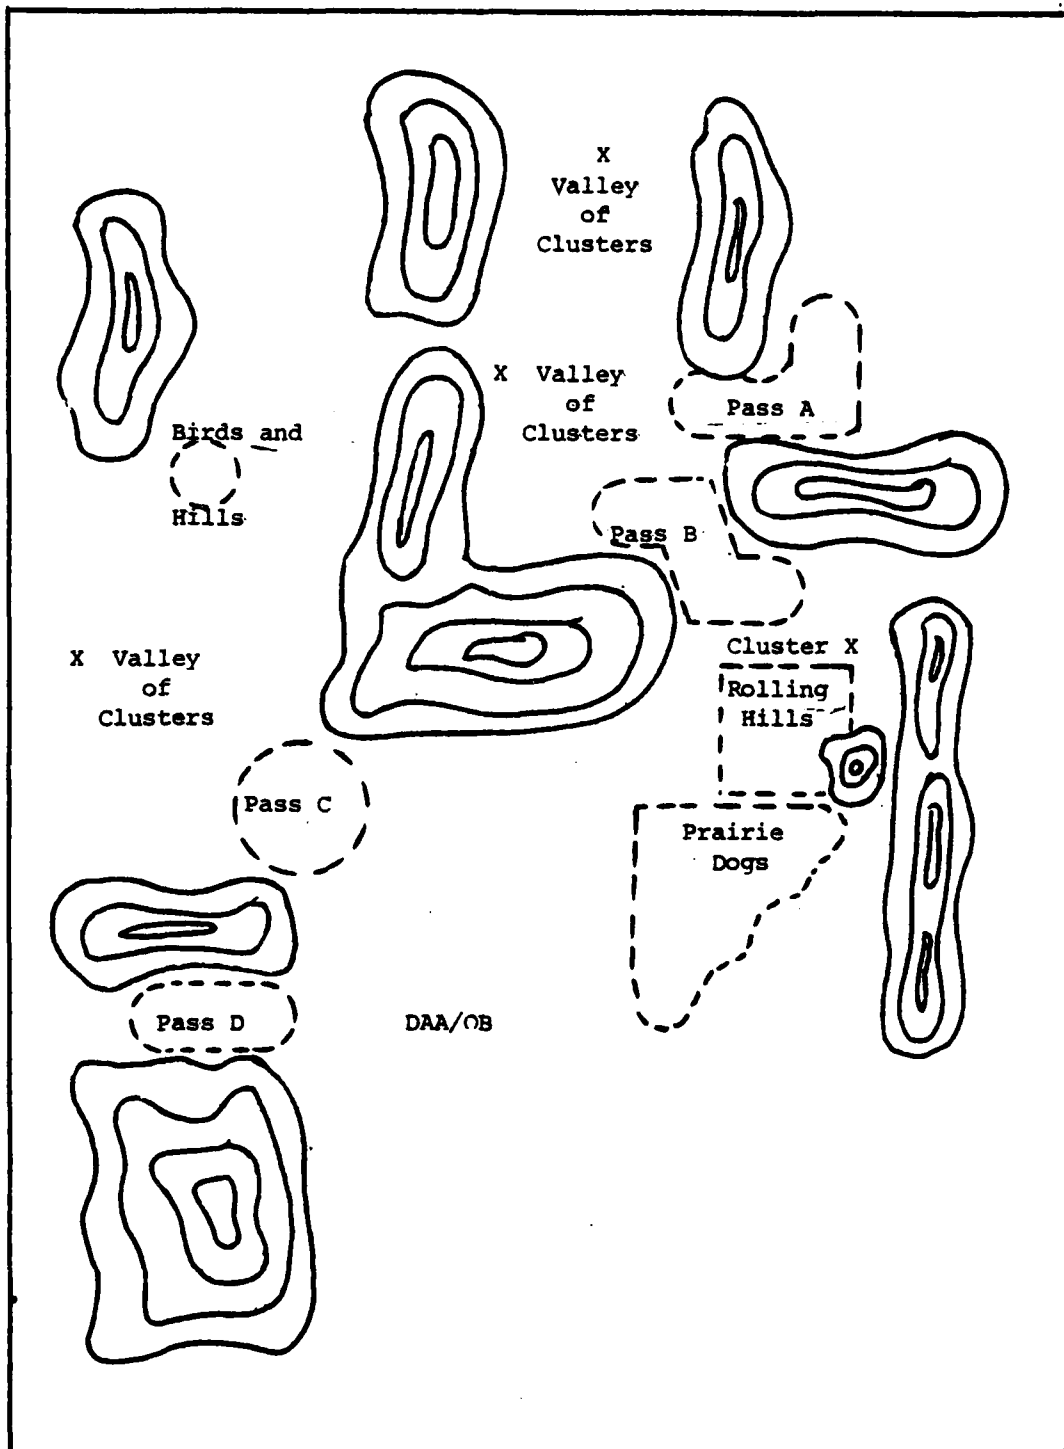 X
Valley
of
Clusters
X Valley
of
Clusters
Pass A
Birds and
Hills
Pass B
Cluster X
X Valley
of
Clusters
Rolling
Hills
Pass C
Prairie
Dogs
Pass D
DAA/OB